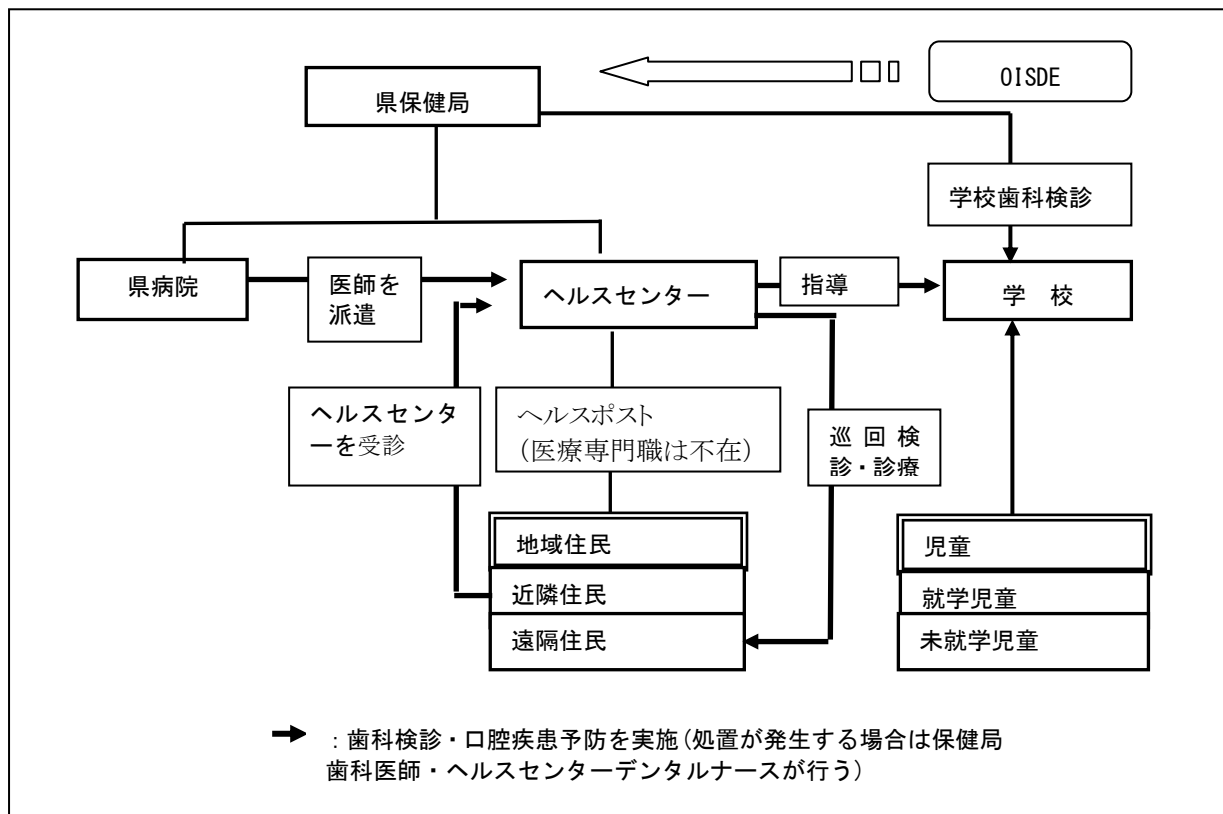 OISDE
県保健局
学校歯科検診
県病院
医師を
派遣
ヘルスセンター
指導
学　校
ヘルスセンタ
ーを受診
ヘルスポスト
（医療専門職は不在）
巡 回 検
診・診療
地域住民
近隣住民
遠隔住民
児童
就学児童
未就学児童
：歯科検診・口腔疾患予防を実施（処置が発生する場合は保健局
歯科医師・ヘルスセンターデンタルナースが行う）